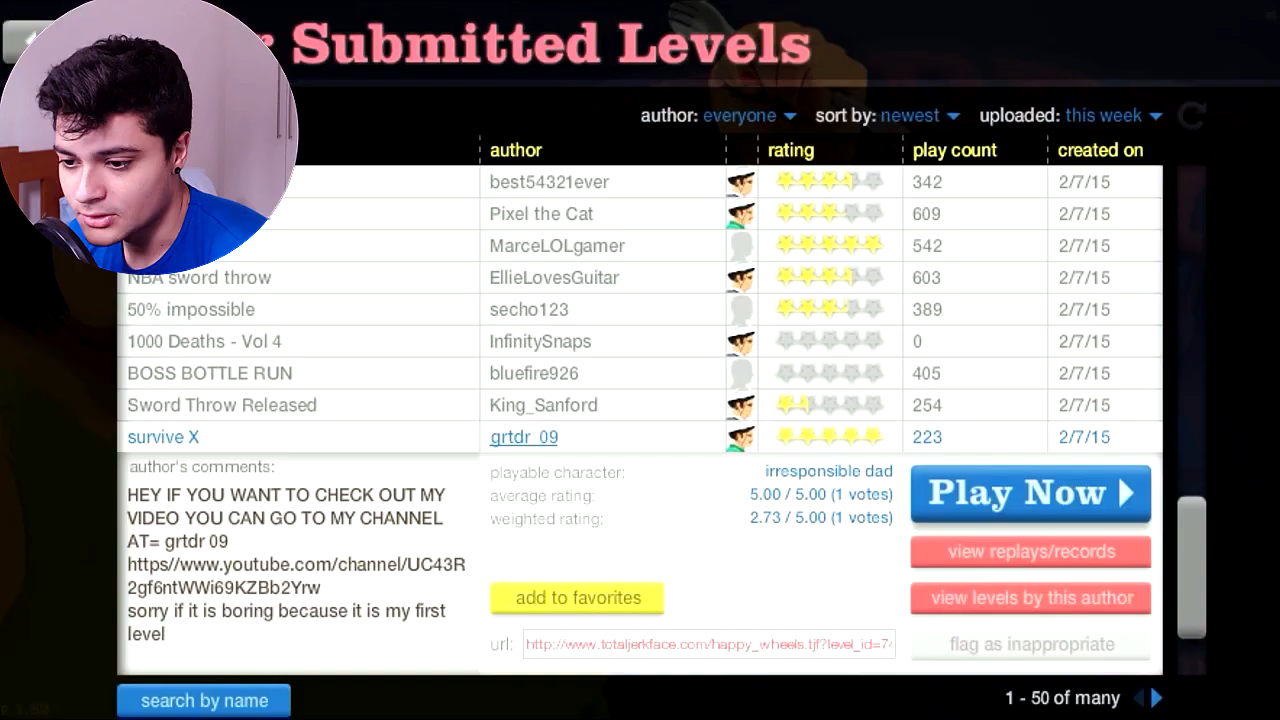 Submitted Levels
author: everyone sort by: newest uploaded: this week
author rating play count created on
best54321ever 342 2/7/15
Pixel the Cat 609 2/7/15
MarceLOLgamer 542 2/7/15
NBA sword throw EllieLovesGuitar 603 2/7/15
50% impossible secho123 389 2/7/15
1000 Deaths - Vol 4 InfinitySnaps 0 2/7/15
BOSS BOTTLE RUN bluefire926 405 2/7/15
Sword Throw Released King_Sanford 254 2/7/15
survive X grtdr_09 223 2/7/15
author's comments:
HEY IF YOU WANT TO CHECK OUT MY
VIDEO YOU CAN GO TO MY CHANNEL
AT= grtdr 09
https//www.youtube.com/channel/UC43R
2gf6ntWWi69KZBb2Yrw
sorry if it is boring because it is my first
level
playable character: irresponsible dad
average rating: 5.00 / 5.00 (1 votes)
weighted rating: 2.73 / 5.00 (1 votes)
add to favorites
url: http://www.totaljerkface.com/happy_wheels.tjf?level_id=7
Play Now
view replays/records
view levels by this author
flag as inappropriate
search by name
1 - 50 of many